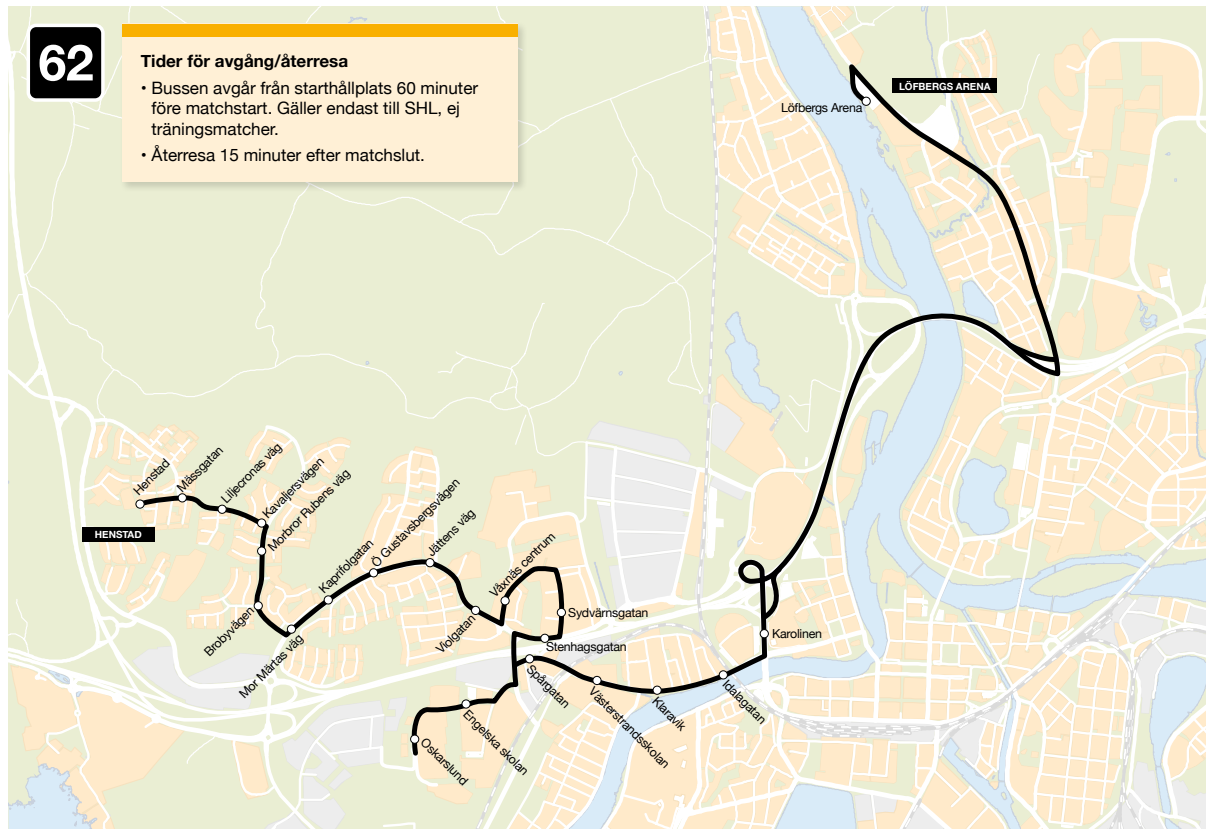 62
Tider för avgång/återresa
• Bussen avgår från starthållplats 60 minuter
före matchstart. Gäller endast till SHL, ej
träningsmatcher.
• Återresa 15 minuter efter matchslut.
LÖFBERGS ARENA
Löfbergs Arena
Henstad
Mässgatan
Liljecronas väg
Kavaljersvägen
Morbror Rubens väg
HENSTAD
Brobyvägen
Mor Märtas väg
Kaprifolgatan
Ö Gustavsbergsvägen
Jättens väg
Violgatan
Våxnäs centrum
Sydvärnsgatan
Stenhagsgatan
Spårgatan
Engelska skolan
Oskarslund
Västerstrandsskolan
Klaravik
Idalagatan
Karolinen